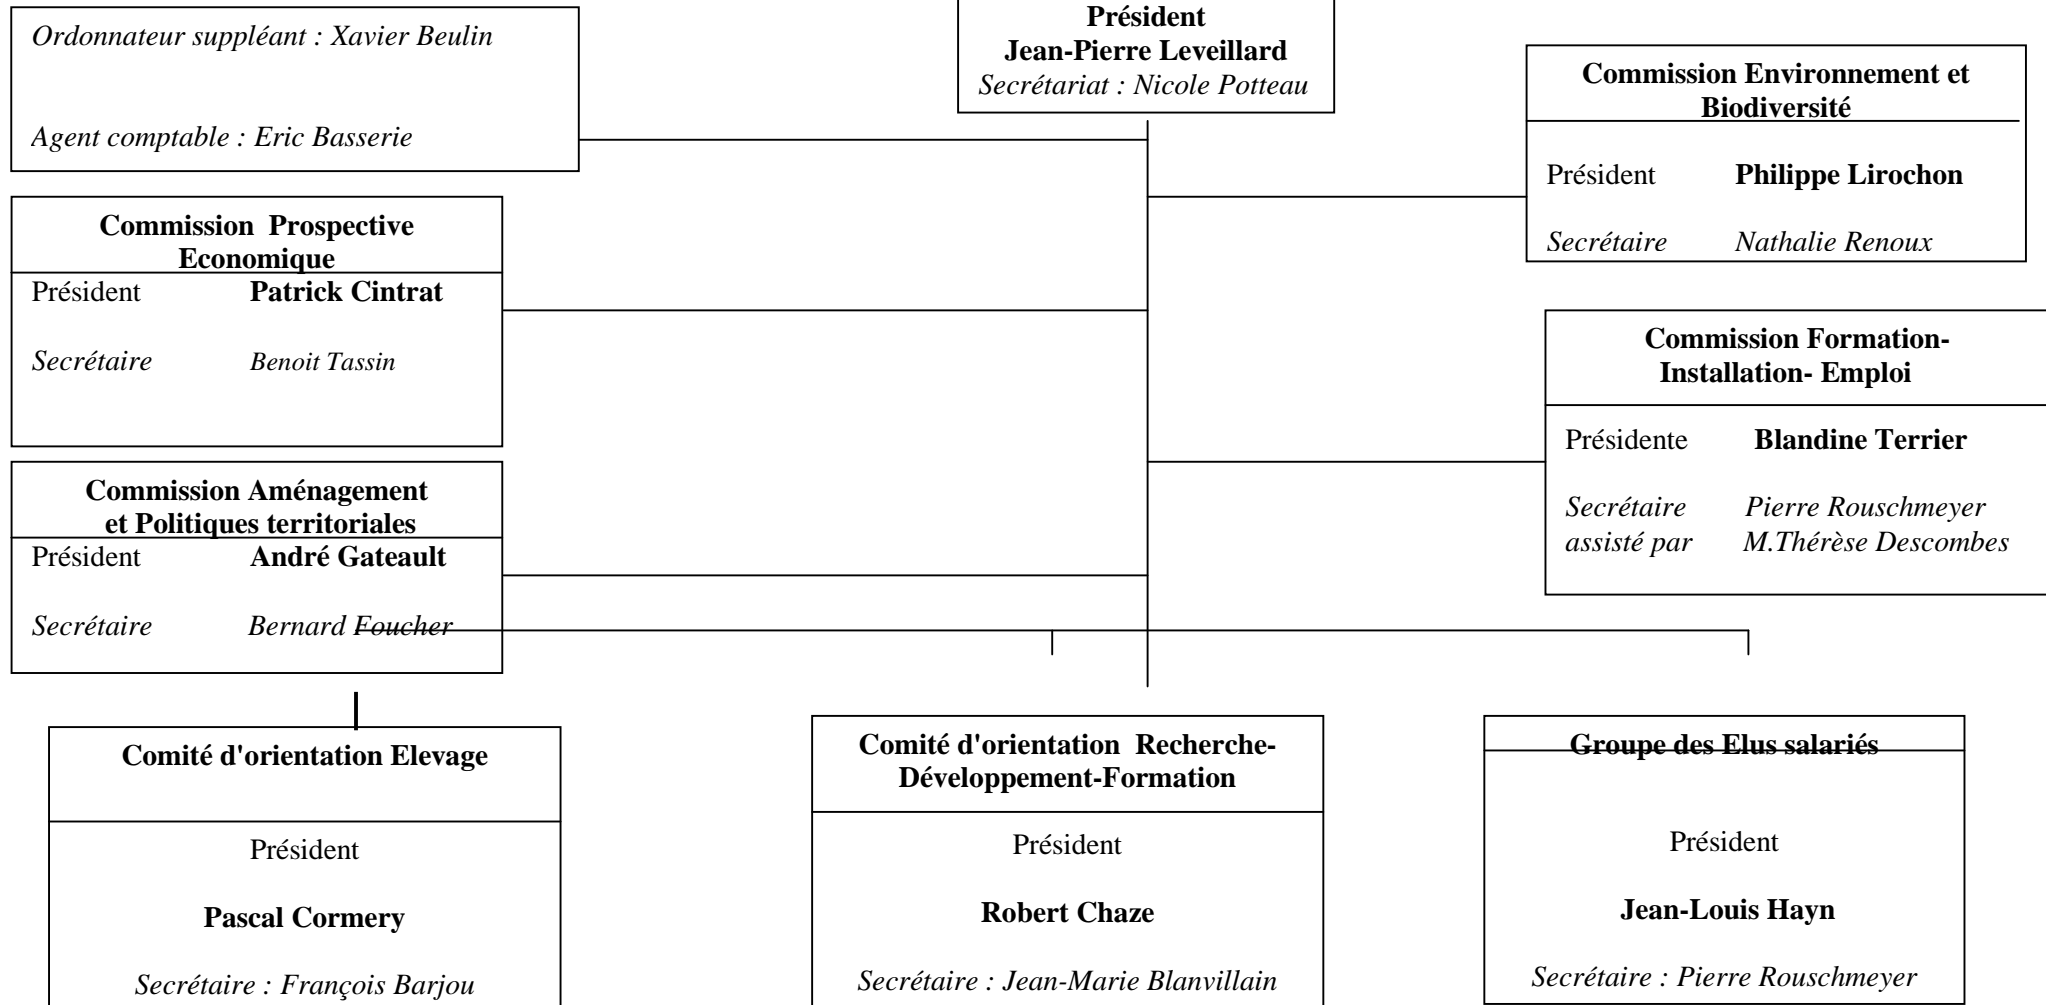 Ordonnateur suppléant : Xavier Beulin
Agent comptable : Eric Basserie
Président
Jean-Pierre Leveillard
Secrétariat : Nicole Potteau
Commission Environnement et
Biodiversité
Président Philippe Lirochon
Secrétaire Nathalie Renoux
Commission Prospective
Economique
Président Patrick Cintrat
Secrétaire Benoit Tassin
Commission Formation-
Installation- Emploi
Présidente Blandine Terrier
Secrétaire Pierre Rouschmeyer
assisté par M.Thérèse Descombes
Commission Aménagement
et Politiques territoriales
Président André Gateault
Secrétaire Bernard Foucher
Comité d'orientation Elevage
Président
Pascal Cormery
Secrétaire : François Barjou
Comité d'orientation Recherche-
Développement-Formation
Président
Robert Chaze
Secrétaire : Jean-Marie Blanvillain
Groupe des Elus salariés
Président
Jean-Louis Hayn
Secrétaire : Pierre Rouschmeyer